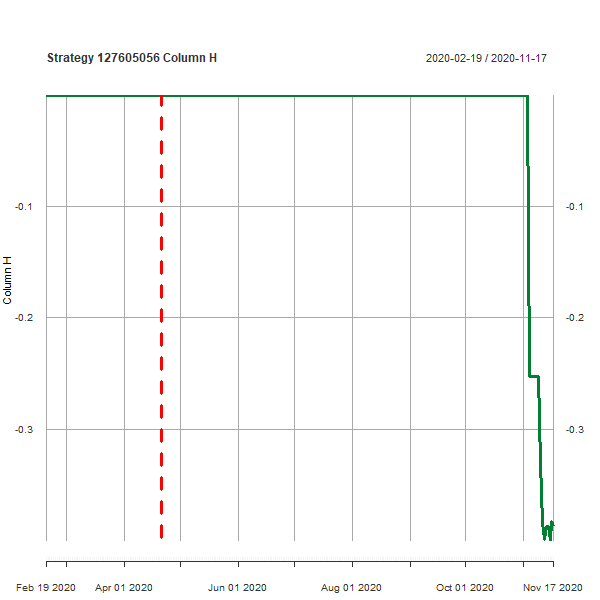 Strategy 127605056 Column H
2020-02-19 / 2020-11-17
-0.1
-0.1
-0.2
-0.2
-0.3
-0.3
Column H
Feb 19 2020
Apr 01 2020
Jun 01 2020
Aug 01 2020
Oct 01 2020
Nov 17 2020